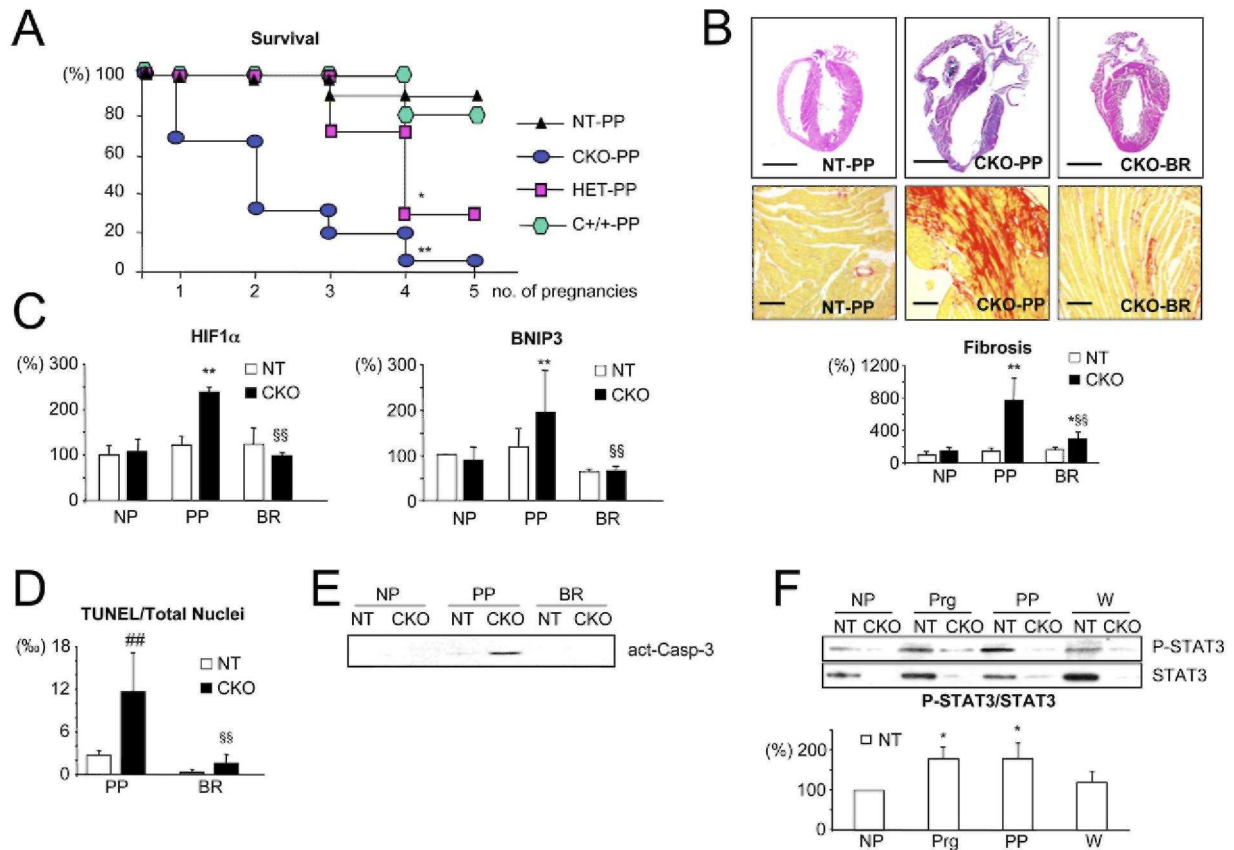 A
Survival
(%) 100
80
60
40
20
0
*
**
1 2 3 4 5 no. of pregnancies
NT-PP
CKO-PP
HET-PP
C+/+-PP
B
NT-PP CKO-PP CKO-BR
NT-PP CKO-PP CKO-BR
Fibrosis
(%) 1200
800
400
0
NT
CKO
**
*§§
NP PP BR
C
HIF1α
(%) 300
250
100
50
0
**
§§
NT
CKO
NP PP BR
BNIP3
(%) 300
250
100
50
0
**
§§
NT
CKO
NP PP BR
D
TUNEL/Total Nuclei
(‰) 18
12
6
0
##
§§
NT
CKO
PP BR
E
NP PP BR
NT CKO NT CKO NT CKO
act-Casp-3
F
NP Prg PP W
NT CKO NT CKO NT CKO NT CKO
P-STAT3
STAT3
P-STAT3/STAT3
(%) 200
100
0
NT
* *
NP Prg PP W